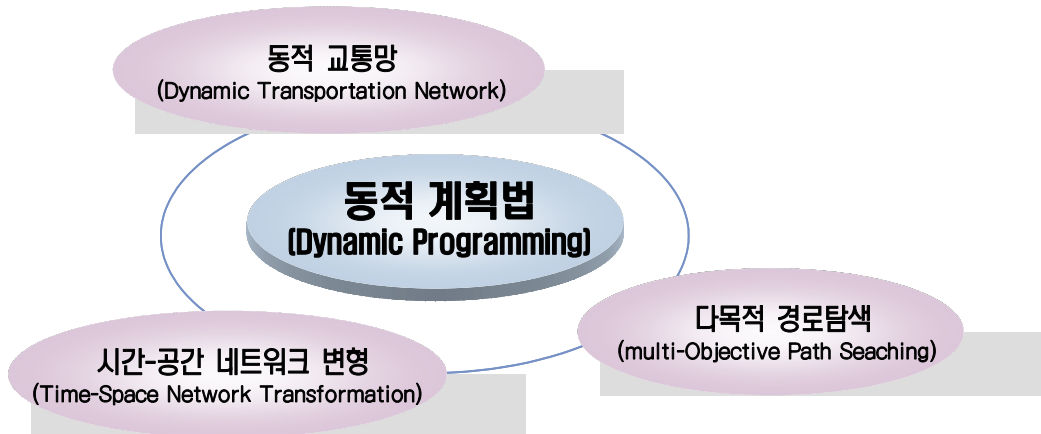 동적 교통망
(Dynamic Transportation Network)
동적 계획법
(Dynamic Programming)
다목적 경로탐색
(multi-Objective Path Seaching)
시간-공간 네트워크 변형
(Time-Space Network Transformation)